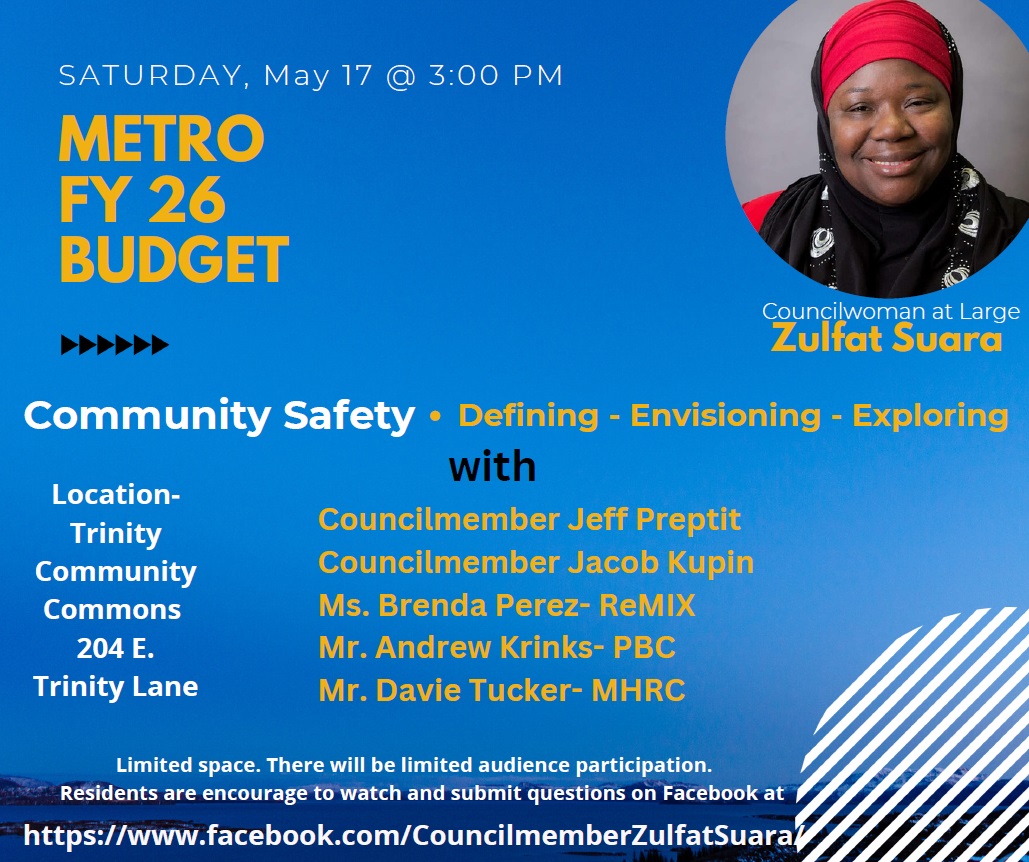 SATURDAY, May 17 @ 3:00 PM
METRO
FY 26
BUDGET
Councilwoman at Large
Zulfat Suara
Community Safety • Defining - Envisioning - Exploring
with
Location-
Trinity
Community
Commons
204 E.
Trinity Lane
Councilmember Jeff Preptit
Councilmember Jacob Kupin
Ms. Brenda Perez- ReMIX
Mr. Andrew Krinks- PBC
Mr. Davie Tucker- MHRC
Limited space. There will be limited audience participation.
Residents are encourage to watch and submit questions on Facebook at
https://www.facebook.com/CouncilmemberZulfatSuara/